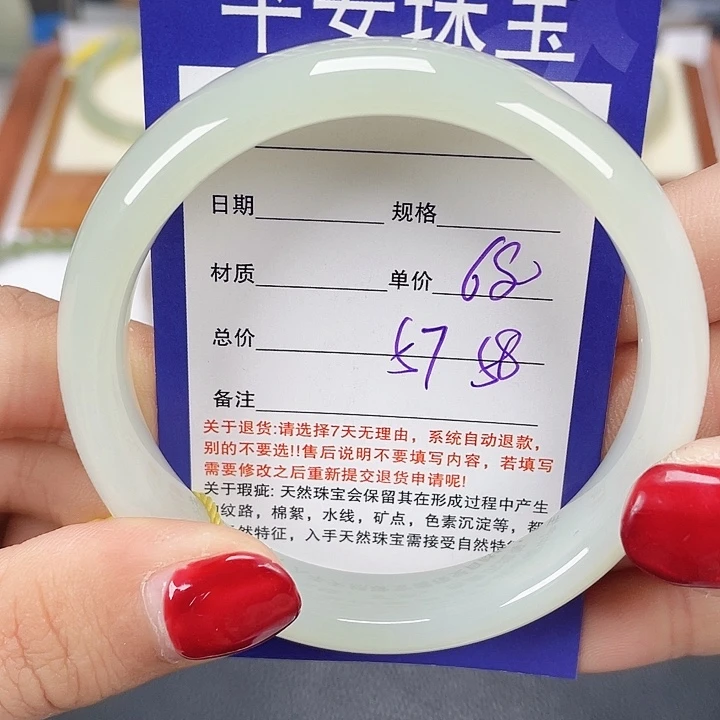 平安珠宝
日期 规格
材质 单价 68
总价 57 58
备注
关于退货:请选择7天无理由，系统自动退款，
别的不要选!!售后说明不要填写内容，若填写
需要修改之后重新提交退货申请呢!
关于瑕疵: 天然珠宝会保留其在形成过程中产生
纹路，棉絮，水线，矿点，色素沉淀等，都
然特征，入手天然珠宝需接受自然特